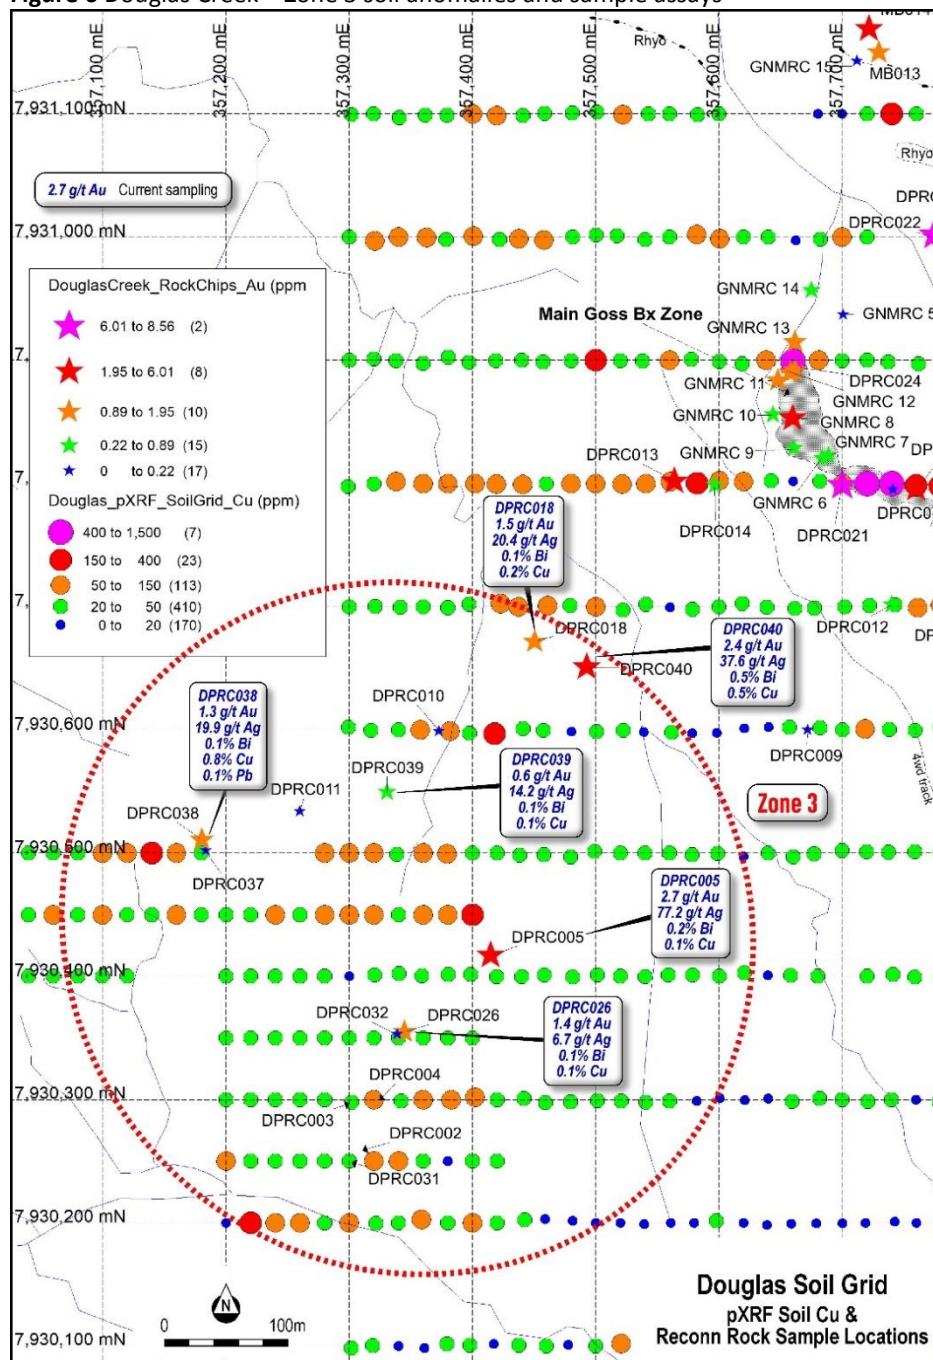 Figure 6 Douglas Creek – Zone 3 soil anomalies and sample assays
357,100 mE
357,200 mE
357,300 mE
357,400 mE
357,600 mE
357,700 mE
Rhyo
GNMRC 15
MB013
7,931,100 mN
Rhyo
2.7 g/t Au Current sampling
7,931,000 mN
DPRC022
DouglasCreek_RockChips_Au (ppm
6.01 to 8.56 (2)
1.95 to 6.01 (8)
0.89 to 1.95 (10)
0.22 to 0.89 (15)
0 to 0.22 (17)
Douglas_pXRF_SoilGrid_Cu (ppm)
400 to 1,500 (7)
150 to 400 (23)
50 to 150 (113)
20 to 50 (410)
0 to 20 (170)
GNMRC 14
Main Goss Bx Zone
GNMRC 5
GNMRC 13
GNMRC 11
DPRC024
GNMRC 12
GNMRC 10
GNMRC 8
GNMRC 7
GNMRC 9
DPRC013
GNMRC 6
DPRC014
DPRC021
DPRC018
1.5 g/t Au
20.4 g/t Ag
0.1% Bi
0.2% Cu
DPRC012
DPRC018
DPRC040
DPRC040
2.4 g/t Au
37.6 g/t Ag
0.5% Bi
0.5% Cu
DPRC038
1.3 g/t Au
19.9 g/t Ag
0.1% Bi
0.8% Cu
0.1% Pb
DPRC010
7,930,600 mN
DPRC009
DPRC039
DPRC039
0.6 g/t Au
14.2 g/t Ag
0.1% Bi
0.1% Cu
4wd track
DPRC011
Zone 3
DPRC038
7,930,500 mN
DPRC037
DPRC005
2.7 g/t Au
77.2 g/t Ag
0.2% Bi
0.1% Cu
DPRC005
7,930,400 mN
DPRC032
DPRC026
DPRC026
1.4 g/t Au
6.7 g/t Ag
0.1% Bi
0.1% Cu
DPRC004
7,930,300 mN
DPRC003
DPRC002
DPRC031
7,930,200 mN
N
0 100m
Douglas Soil Grid
pXRF Soil Cu &
Reconn Rock Sample Locations
7,930,100 mN